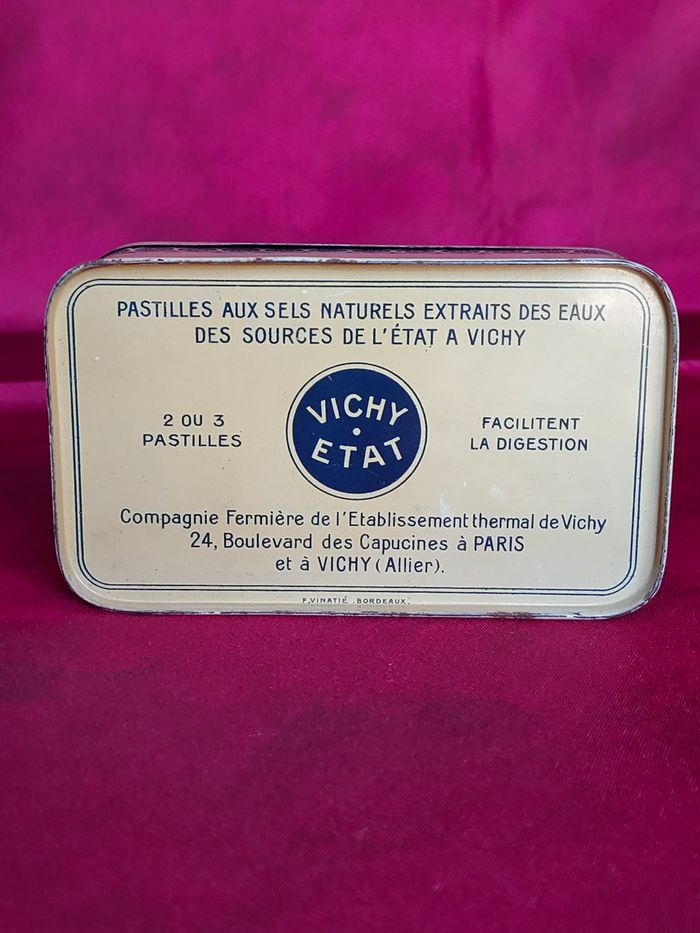 PASTILLES AUX SELS NATURELS EXTRAITS DES EAUX
DES SOURCES DE L'ÉTAT A VICHY
2 OU 3
PASTILLES
VICHY
ETAT
FACILITENT
LA DIGESTION
Compagnie Fermière de l'Etablissement thermal de Vichy
24, Boulevard des Capucines à PARIS
et à VICHY (Allier).
F. VINATIÉ . BORDEAUX.